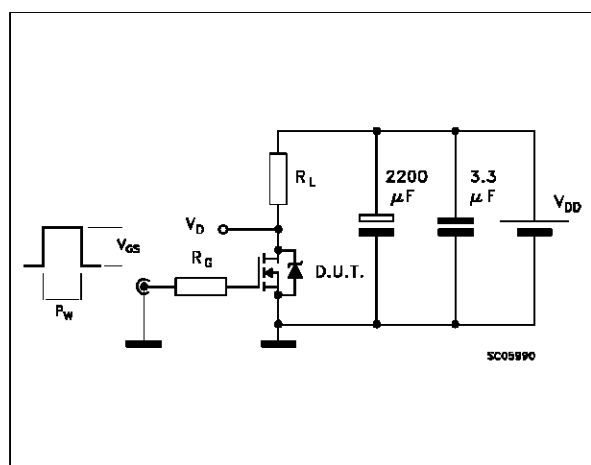 R_L
2200
μF
3.3
μF
V_DD
V_D
V_GS
R_G
D.U.T.
P_W
SC05990